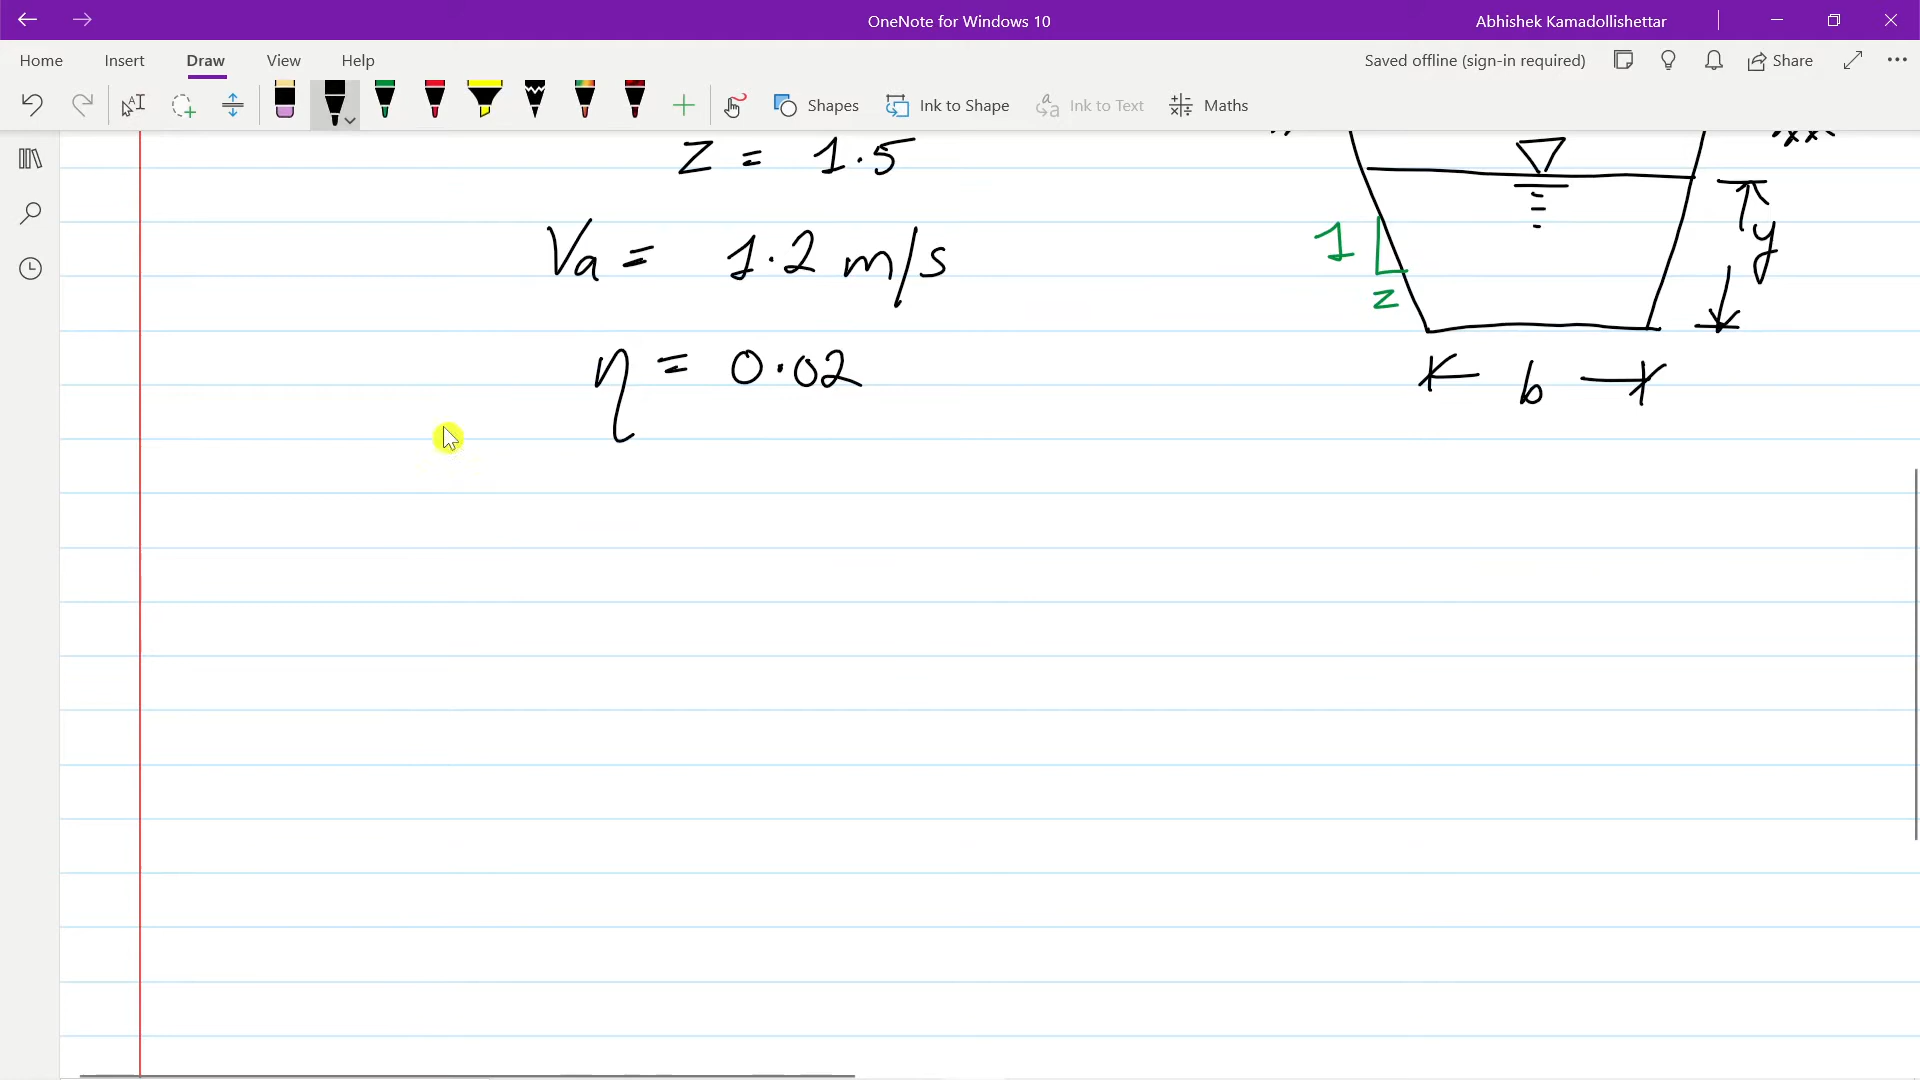 OneNote for Windows 10
Abhishek Kamadollishettar
Home Insert Draw View Help
Saved offline (sign-in required)
Share
Shapes
Ink to Shape
Ink to Text
Maths
z = 1.5
Va = 1.2 m/s
η = 0.02
1
z
y
b